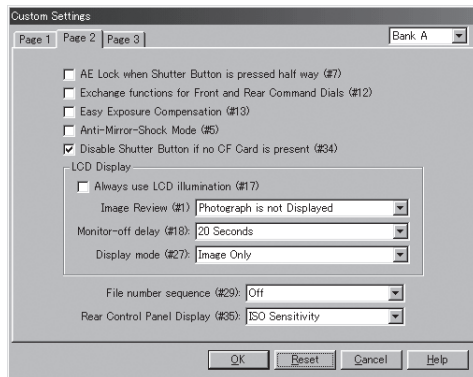 Custom Settings
Page 1 Page 2 Page 3 Bank A
AE Lock when Shutter Button is pressed half way (#7)
Exchange functions for Front and Rear Command Dials (#12)
Easy Exposure Compensation (#13)
Anti-Mirror-Shock Mode (#5)
Disable Shutter Button if no CF Card is present (#34)
LCD Display
Always use LCD illumination (#17)
Image Review (#1) Photograph is not Displayed
Monitor-off delay (#18): 20 Seconds
Display mode (#27): Image Only
File number sequence (#29): Off
Rear Control Panel Display (#35): ISO Sensitivity
OK Reset Cancel Help